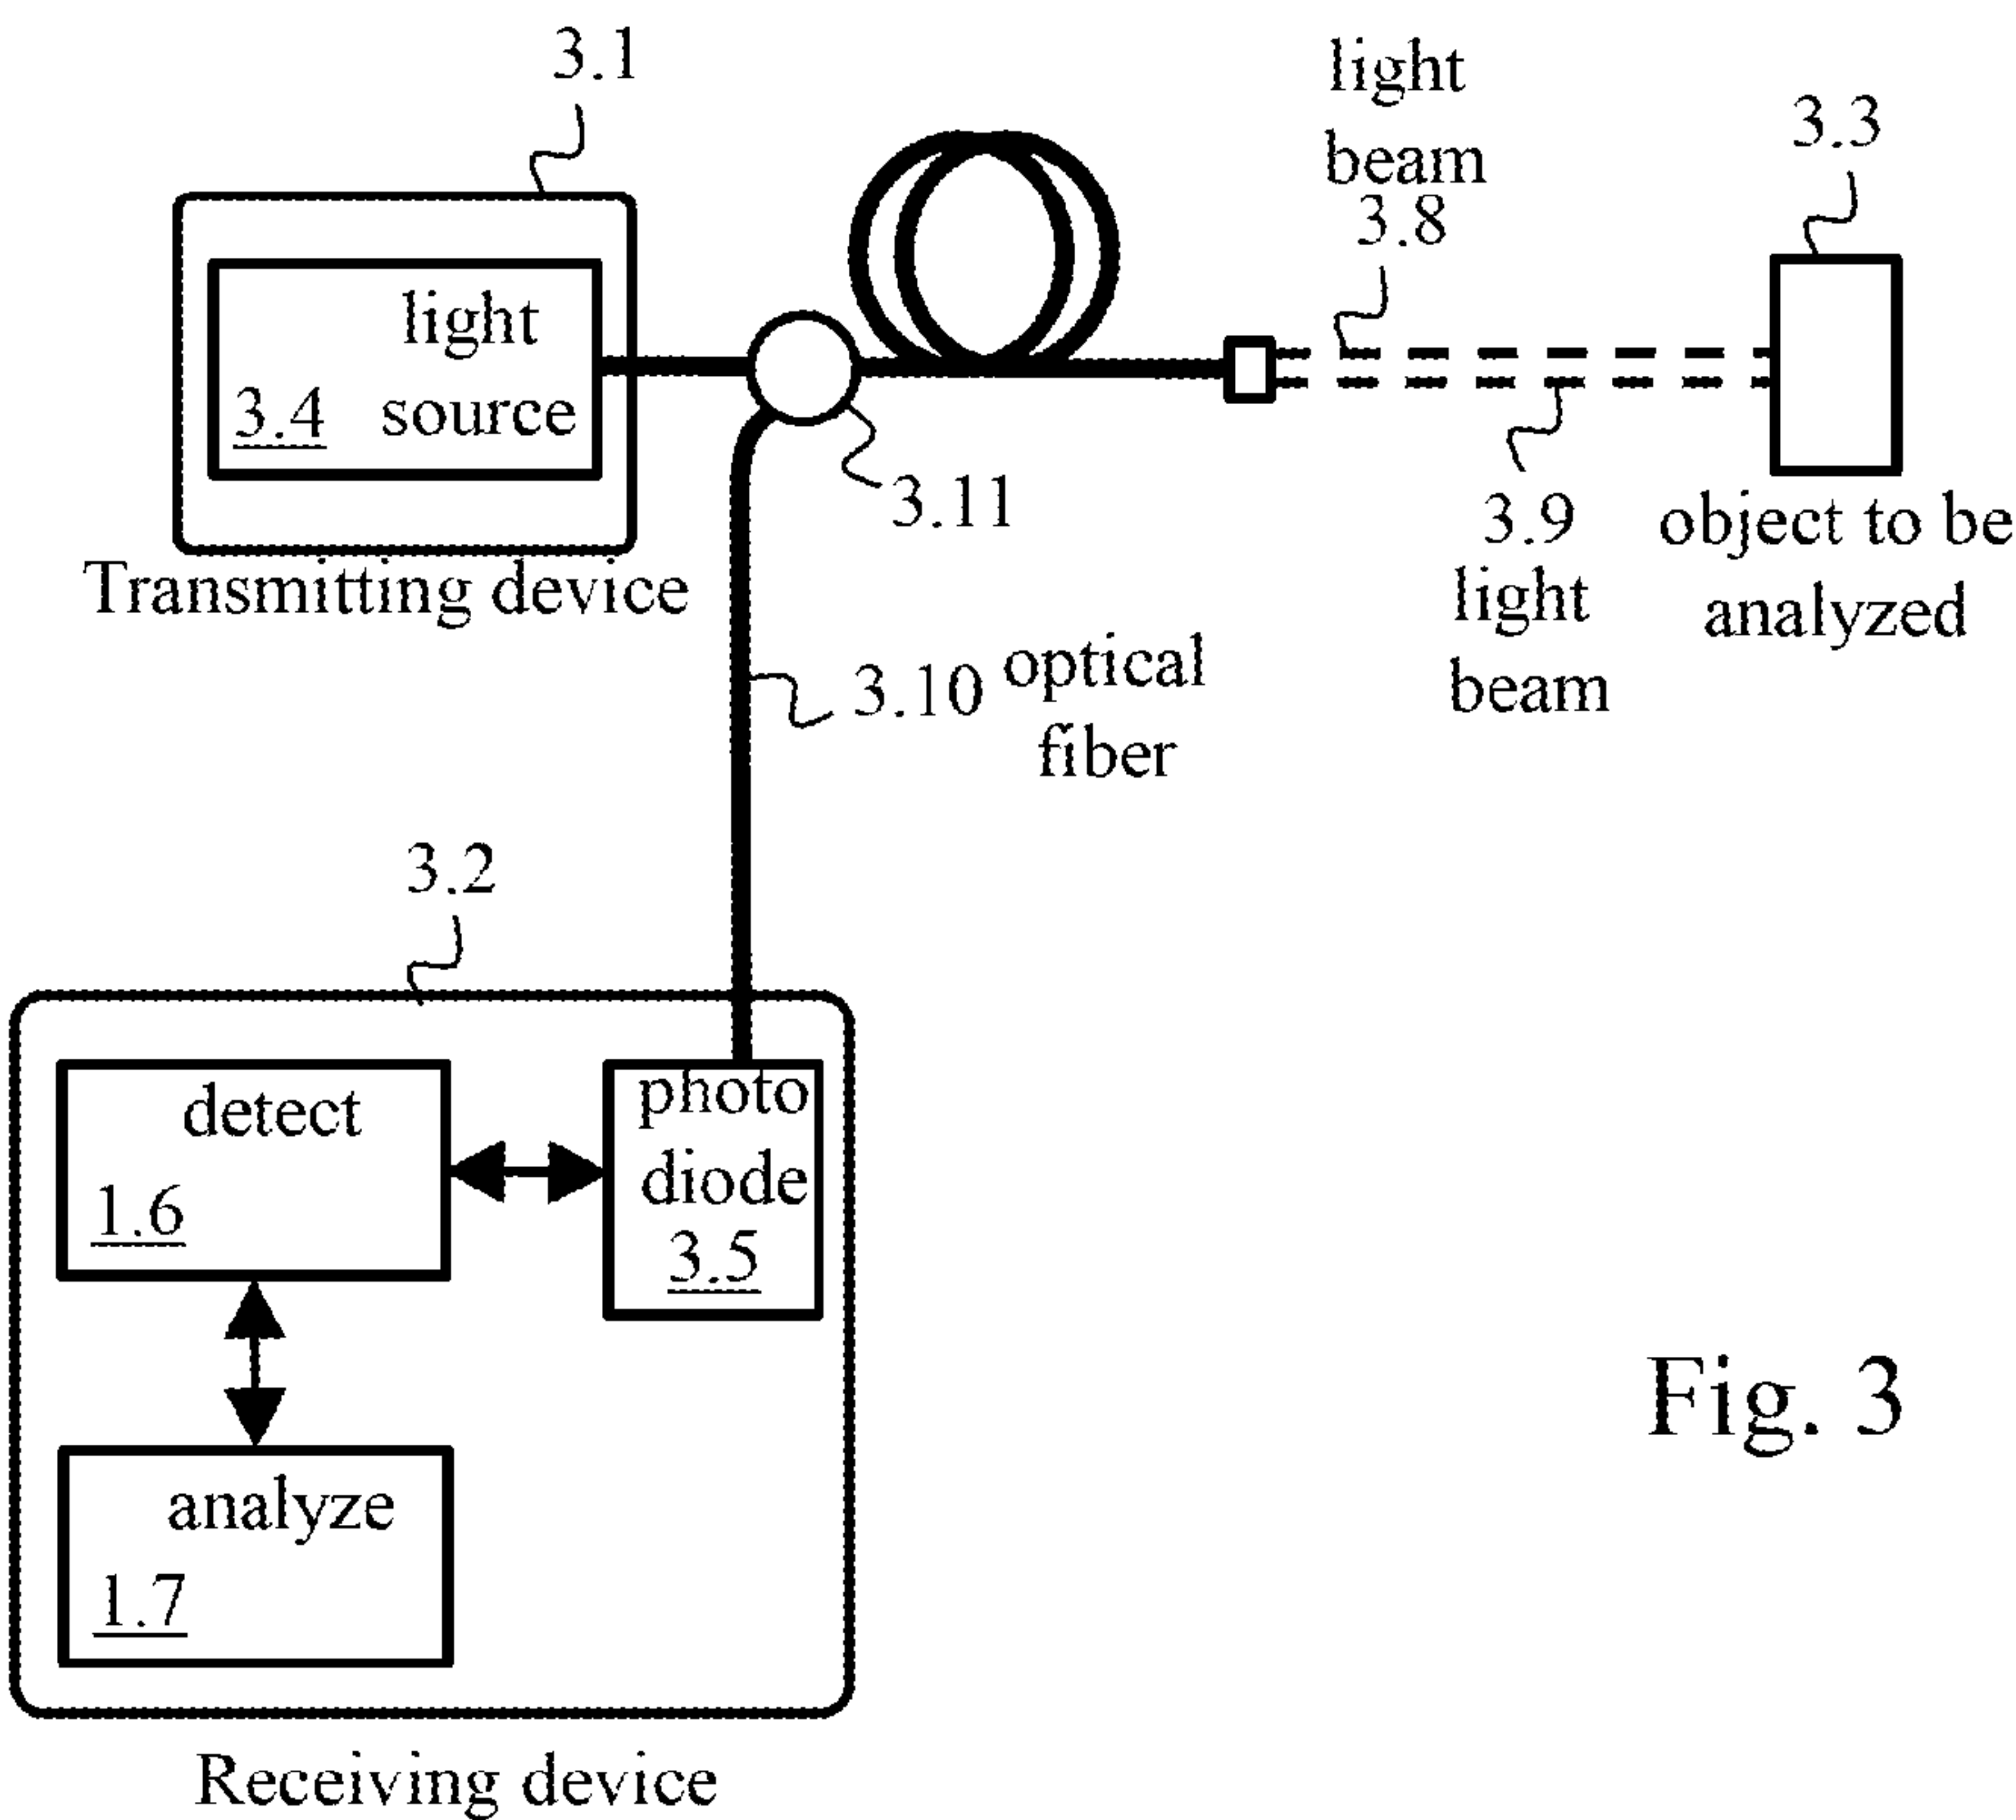 3.1
light
beam
3.8
3.3
light
source
3.4
Transmitting device
3.11
3.9
light
beam
object to be
analyzed
3.10
optical
fiber
3.2
detect
1.6
photo
diode
3.5
analyze
1.7
Receiving device
Fig. 3